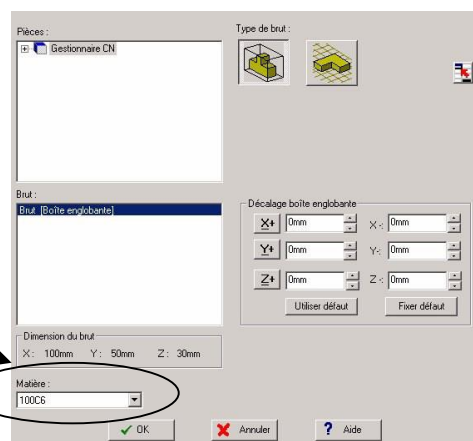 Pièces :
Type de brut :
Gestionnaire CN
Brut :
Brut [Boîte englobante]
Décalage boîte englobante
X+ 0mm X-: 0mm
Y+ 0mm Y-: 0mm
Z+ 0mm Z-: 0mm
Utiliser défaut Fixer défaut
Dimension du brut
X: 100mm Y: 50mm Z: 30mm
Matière :
100C6
OK Annuler ? Aide